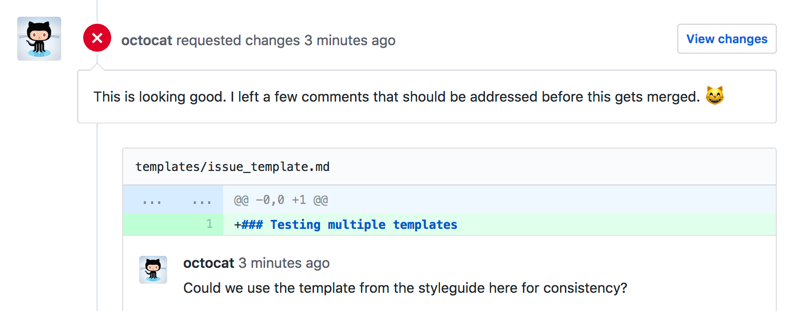 octocat requested changes 3 minutes ago
View changes
This is looking good. I left a few comments that should be addressed before this gets merged. 😺
templates/issue_template.md
... ... @@ -0,0 +1 @@
1 +### Testing multiple templates
octocat 3 minutes ago
Could we use the template from the styleguide here for consistency?